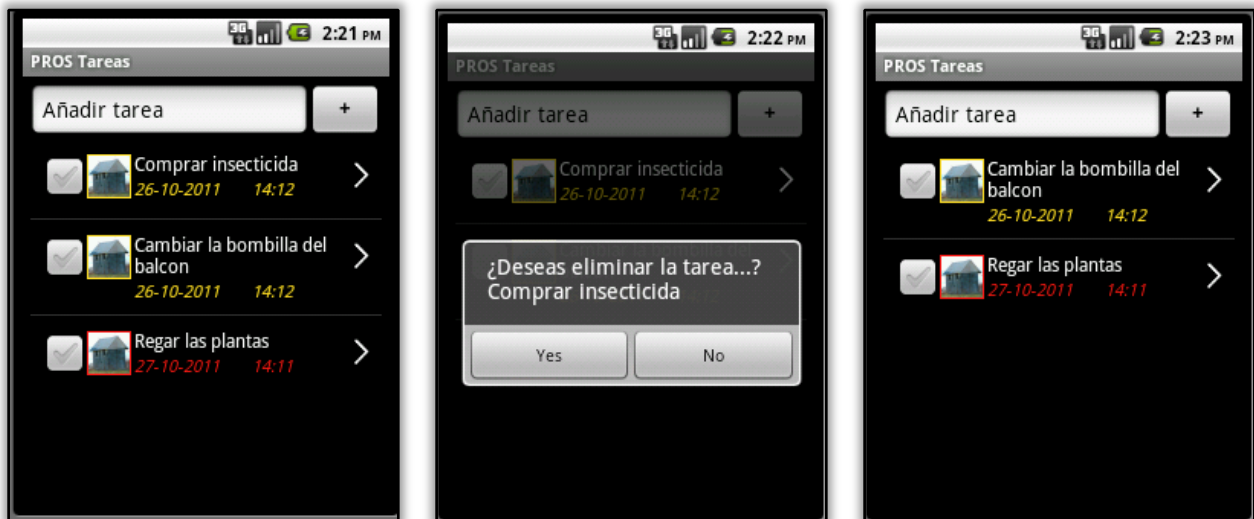 3G 2:21 PM
PROS Tareas
Añadir tarea +
Comprar insecticida
26-10-2011 14:12
Cambiar la bombilla del
balcon
26-10-2011 14:12
Regar las plantas
27-10-2011 14:11
3G 2:22 PM
PROS Tareas
Añadir tarea +
Comprar insecticida
26-10-2011 14:12
¿Deseas eliminar la tarea...?
Comprar insecticida
Yes No
3G 2:23 PM
PROS Tareas
Añadir tarea +
Cambiar la bombilla del
balcon
26-10-2011 14:12
Regar las plantas
27-10-2011 14:11